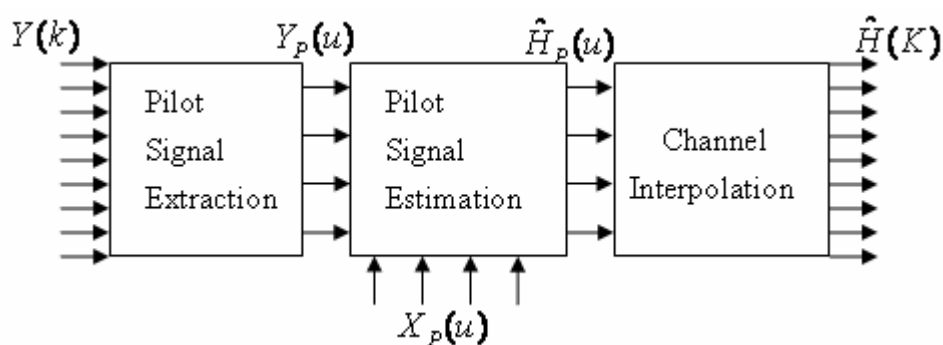 Y(k)
Y_p(u)
Ĥ_p(u)
Ĥ(K)
Pilot
Signal
Extraction
Pilot
Signal
Estimation
Channel
Interpolation
X_p(u)